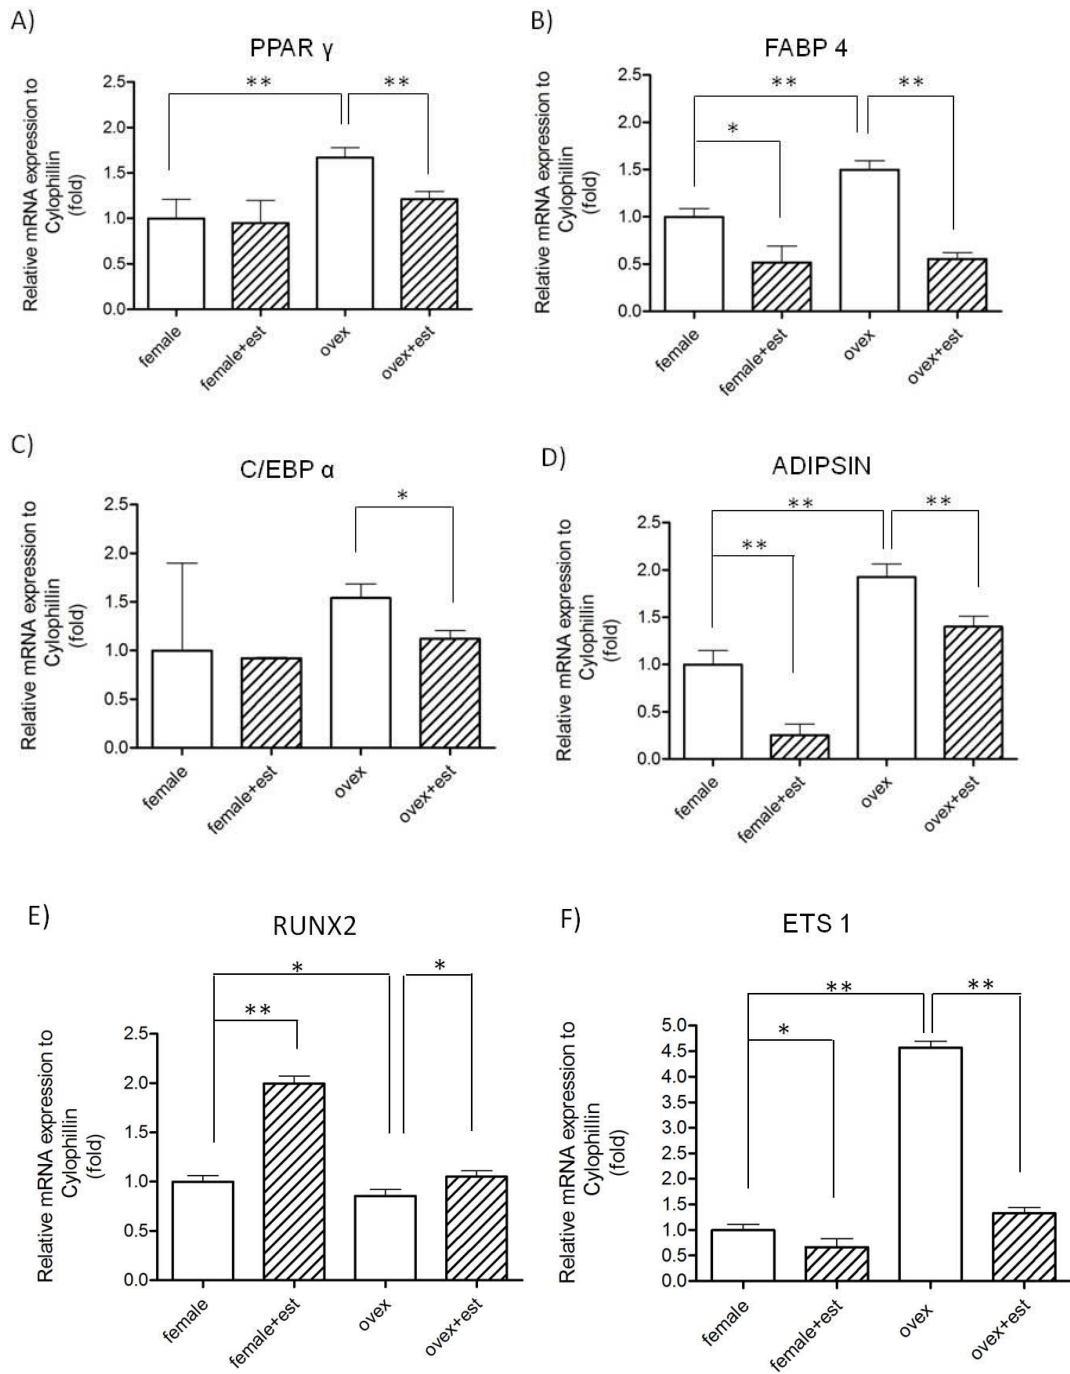 A)
PPAR γ
Relative mRNA expression to
Cylophillin
(fold)
2.5
2.0
1.5
1.0
0.5
0.0
**
**
female
female+est
ovex
ovex+est
B)
FABP 4
Relative mRNA expression to
Cylophillin
(fold)
2.5
2.0
1.5
1.0
0.5
0.0
**
**
*
female
female+est
ovex
ovex+est
C)
C/EBP α
Relative mRNA expression to
Cylophillin
(fold)
2.5
2.0
1.5
1.0
0.5
0.0
*
female
female+est
ovex
ovex+est
D)
ADIPSIN
Relative mRNA expression to
Cylophillin
(fold)
2.5
2.0
1.5
1.0
0.5
0.0
**
**
**
female
female+est
ovex
ovex+est
E)
RUNX2
Relative mRNA expression to
Cylophillin
(fold)
2.5
2.0
1.5
1.0
0.5
0.0
*
*
**
female
female+est
ovex
ovex+est
F)
ETS 1
Relative mRNA expression to
Cylophillin
(fold)
5.0
4.5
4.0
3.5
3.0
2.5
2.0
1.5
1.0
0.5
0.0
**
**
*
female
female+est
ovex
ovex+est